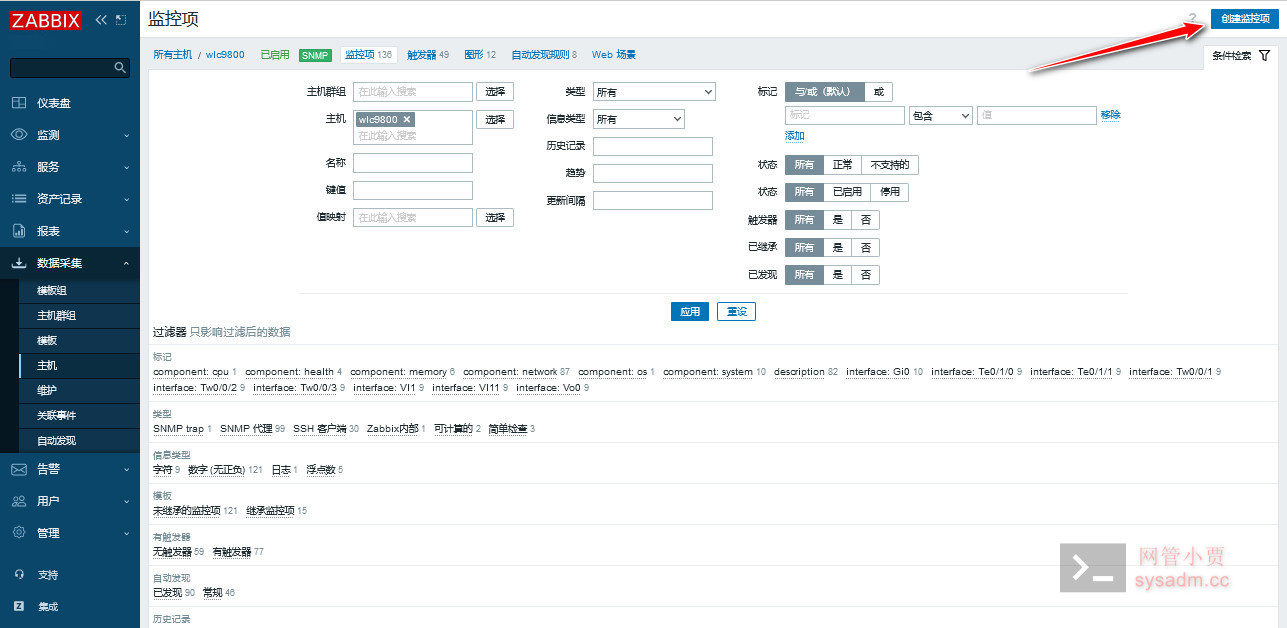 ZABBIX
监控项
?
创建监控项
所有主机 / wlc9800 已启用 SNMP 监控项 136 触发器 49 图形 12 自动发现规则 8 Web 场景
条件检索
仪表盘
监测
服务
资产记录
报表
数据采集
模板组
主机群组
模板
主机
维护
关联事件
自动发现
告警
用户
管理
支持
Z 集成
主机群组 在此输入搜索 选择
主机 wlc9800 选择
在此输入搜索
名称
键值
值映射 在此输入搜索 选择
类型 所有
信息类型 所有
历史记录
趋势
更新间隔
标记 与/或（默认） 或
标记 包含 值 移除
添加
状态 所有 正常 不支持的
状态 所有 已启用 停用
触发器 所有 是 否
已继承 所有 是 否
已发现 所有 是 否
应用 重设
过滤器 只影响过滤后的数据
标记
component: cpu 1 component: health 4 component: memory 6 component: network 87 component: os 1 component: system 10 description 82 interface: Gi0 10 interface: Te0/1/0 9 interface: Te0/1/1 9 interface: Tw0/0/1 9
interface: Tw0/0/2 9 interface: Tw0/0/3 9 interface: Vl1 9 interface: Vl11 9 interface: Vo0 9
类型
SNMP trap 1 SNMP 代理 99 SSH 客户端 30 Zabbix内部 1 可计算的 2 简单检查 3
信息类型
字符 9 数字 (无正负) 121 日志 1 浮点数 5
模板
未继承的监控项 121 继承监控项 15
有触发器
无触发器 59 有触发器 77
自动发现
已发现 90 常规 46
历史记录
网管小贾
sysadm.cc